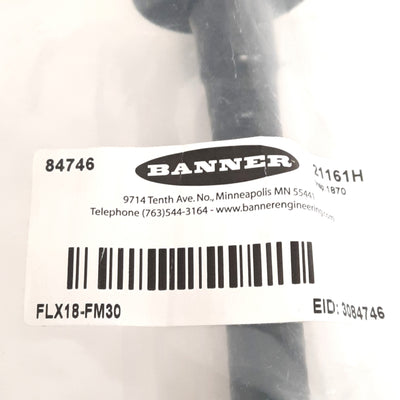 84746
BANNER
21161H
9714 Tenth Ave. No., Minneapolis MN 55441
Telephone (763)544-3164 - www.bannerengineering.com
1870
FLX18-FM30
EID: 3084746